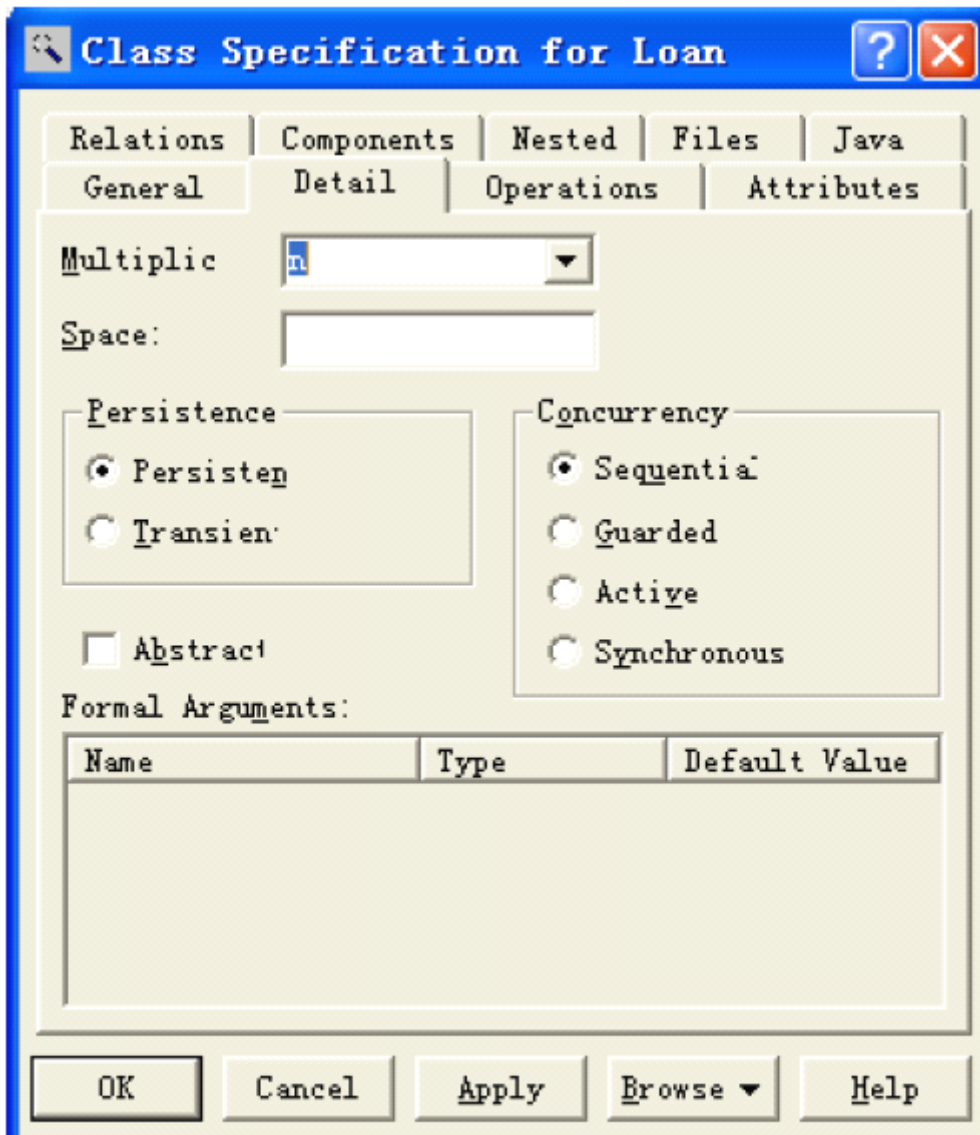 Class Specification for Loan
Relations Components Nested Files Java
General Detail Operations Attributes
Multiplic n
Space:
Persistence Concurrency
Persisten Sequential
Transien Guarded
Active
Abstract Synchronous
Formal Arguments:
Name Type Default Value
OK Cancel Apply Browse Help